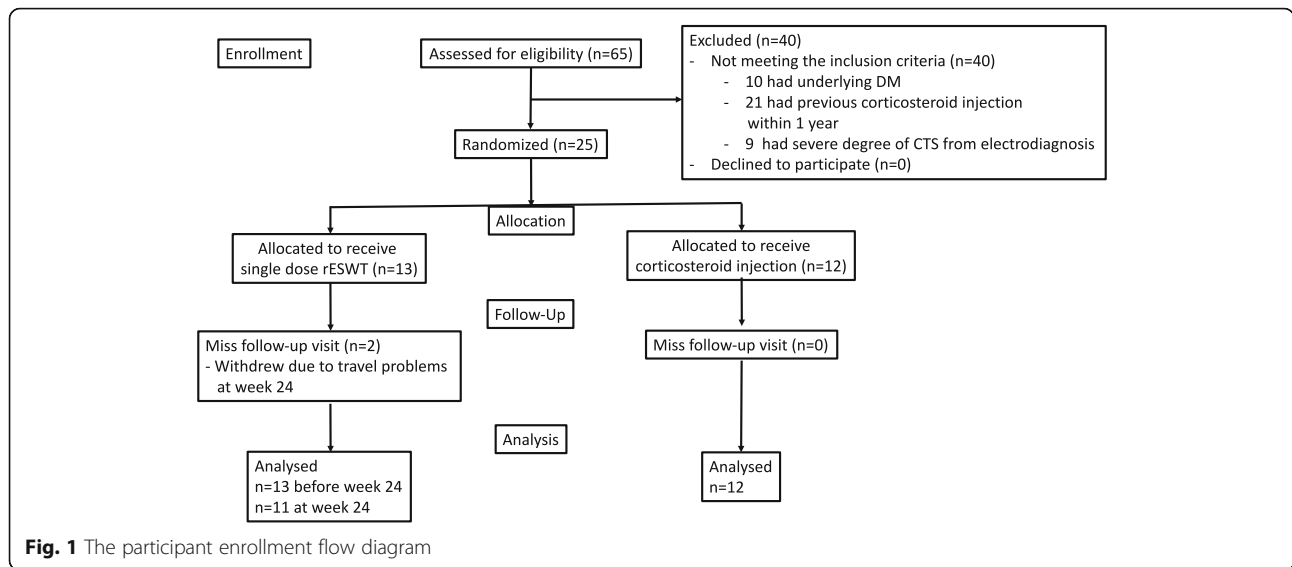 Enrollment
Assessed for eligibility (n=65)
Excluded (n=40)
- Not meeting the inclusion criteria (n=40)
- 10 had underlying DM
- 21 had previous corticosteroid injection
within 1 year
- 9 had severe degree of CTS from electrodiagnosis
- Declined to participate (n=0)
Randomized (n=25)
Allocation
Allocated to receive
single dose rESWT (n=13)
Allocated to receive
corticosteroid injection (n=12)
Follow-Up
Miss follow-up visit (n=2)
- Withdrew due to travel problems
at week 24
Miss follow-up visit (n=0)
Analysis
Analysed
n=13 before week 24
n=11 at week 24
Analysed
n=12
Fig. 1 The participant enrollment flow diagram